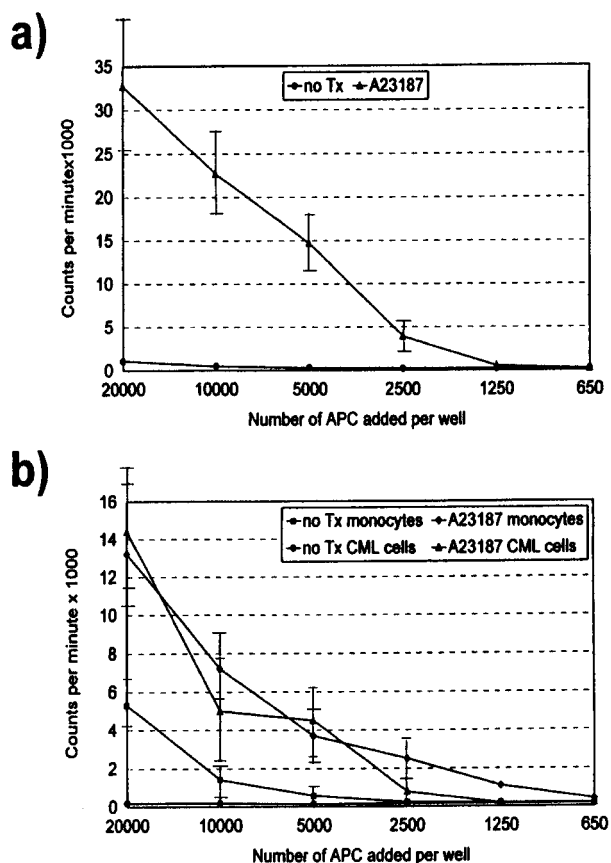 a)
35
30
25
20
15
10
5
0
Counts per minutex1000
no Tx A23187
20000 10000 5000 2500 1250 650
Number of APC added per well
b)
16
14
12
10
8
6
4
2
0
Counts per minute x 1000
no Tx monocytes A23187 monocytes
no Tx CML cells A23187 CML cells
20000 10000 5000 2500 1250 650
Number of APC added per well